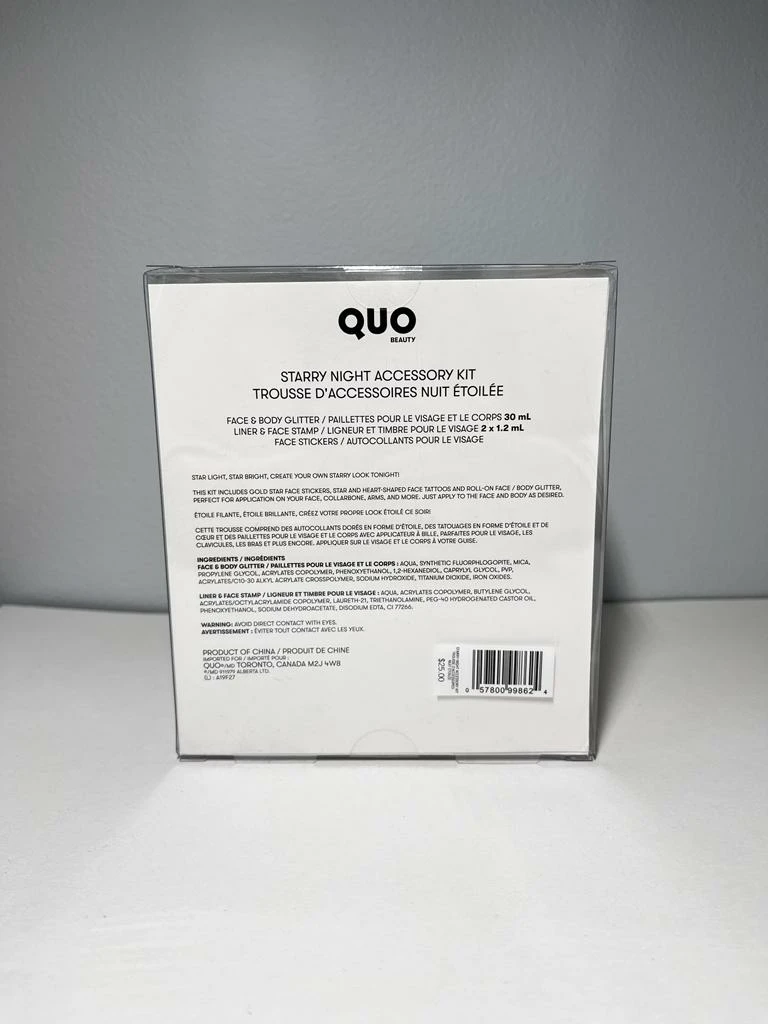 QUO
BEAUTY
STARRY NIGHT ACCESSORY KIT
TROUSSE D'ACCESSOIRES NUIT ÉTOILÉE
FACE & BODY GLITTER / PAILLETTES POUR LE VISAGE ET LE CORPS 30 mL
LINER & FACE STAMP / LIGNEUR ET TIMBRE POUR LE VISAGE 2 x 1.2 mL
FACE STICKERS / AUTOCOLLANTS POUR LE VISAGE
STAR LIGHT, STAR BRIGHT, CREATE YOUR OWN STARRY LOOK TONIGHT!
THIS KIT INCLUDES GOLD STAR FACE STICKERS, STAR AND HEART-SHAPED FACE TATTOOS AND ROLL-ON FACE / BODY GLITTER,
PERFECT FOR APPLICATION ON YOUR FACE, COLLARBONE, ARMS, AND MORE. JUST APPLY TO THE FACE AND BODY AS DESIRED.
ÉTOILE FILANTE, ÉTOILE BRILLANTE, CRÉEZ VOTRE PROPRE LOOK ÉTOILÉ CE SOIR!
CETTE TROUSSE COMPREND DES AUTOCOLLANTS DORÉS EN FORME D'ÉTOILE, DES TATOUAGES EN FORME D'ÉTOILE ET DE
CŒUR ET DES PAILLETTES POUR LE VISAGE ET LE CORPS AVEC APPLICATEUR À BILLE, PARFAITES POUR LE VISAGE, LES
CLAVICULES, LES BRAS ET PLUS ENCORE. APPLIQUER SUR LE VISAGE ET LE CORPS À VOTRE GUISE.
INGREDIENTS / INGRÉDIENTS
FACE & BODY GLITTER / PAILLETTES POUR LE VISAGE ET LE CORPS : AQUA, SYNTHETIC FLUORPHLOGOPITE, MICA,
PROPYLENE GLYCOL, ACRYLATES COPOLYMER, PHENOXYETHANOL, 1,2-HEXANEDIOL, CAPRYLYL GLYCOL, PVP,
ACRYLATES/C10-30 ALKYL ACRYLATE CROSSPOLYMER, SODIUM HYDROXIDE, TITANIUM DIOXIDE, IRON OXIDES.
LINER & FACE STAMP / LIGNEUR ET TIMBRE POUR LE VISAGE : AQUA, ACRYLATES COPOLYMER, BUTYLENE GLYCOL,
ACRYLATES/OCTYLACRYLAMIDE COPOLYMER, LAURETH-21, TRIETHANOLAMINE, PEG-40 HYDROGENATED CASTOR OIL,
PHENOXYETHANOL, SODIUM DEHYDROACETATE, DISODIUM EDTA, CI 77266.
WARNING: AVOID DIRECT CONTACT WITH EYES.
AVERTISSEMENT : ÉVITER TOUT CONTACT AVEC LES YEUX.
PRODUCT OF CHINA / PRODUIT DE CHINE
IMPORTED FOR / IMPORTÉ POUR :
QUO®/MD TORONTO, CANADA M2J 4W8
®/MD 911979 ALBERTA LTD.
(L) : A19F27
STARRY NIGHT ACCESSORY KIT
TROUSSE D'ACCESSOIRES
NUIT ÉTOILÉE
$25.00
0 57800 99862 4